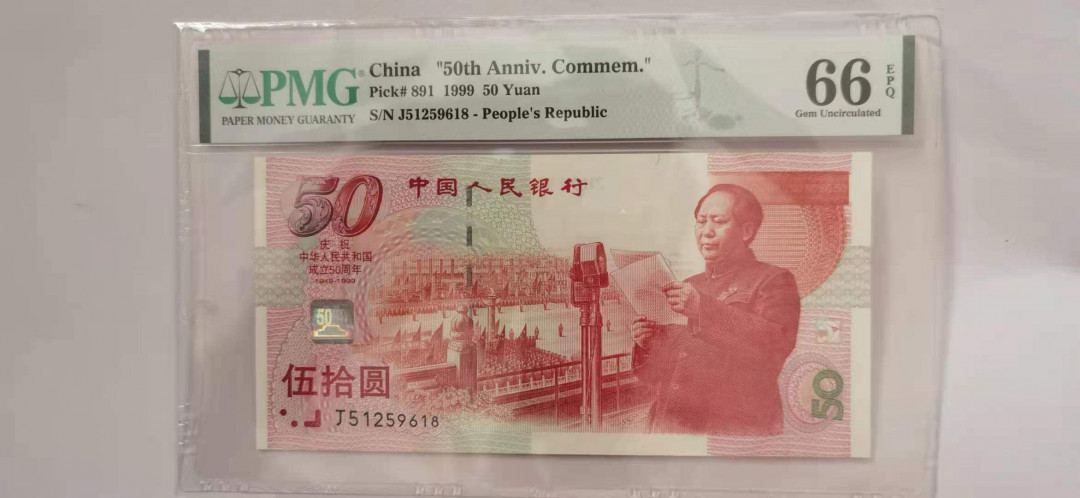 PMG
PAPER MONEY GUARANTY
China "50th Anniv. Commem."
Pick# 891 1999 50 Yuan
S/N J51259618 - People's Republic
66
EPQ
Gem Uncirculated
50
中国人民银行
庆祝
中华人民共和国
成立50周年
1949-1999
50
伍拾圆
J51259618
50